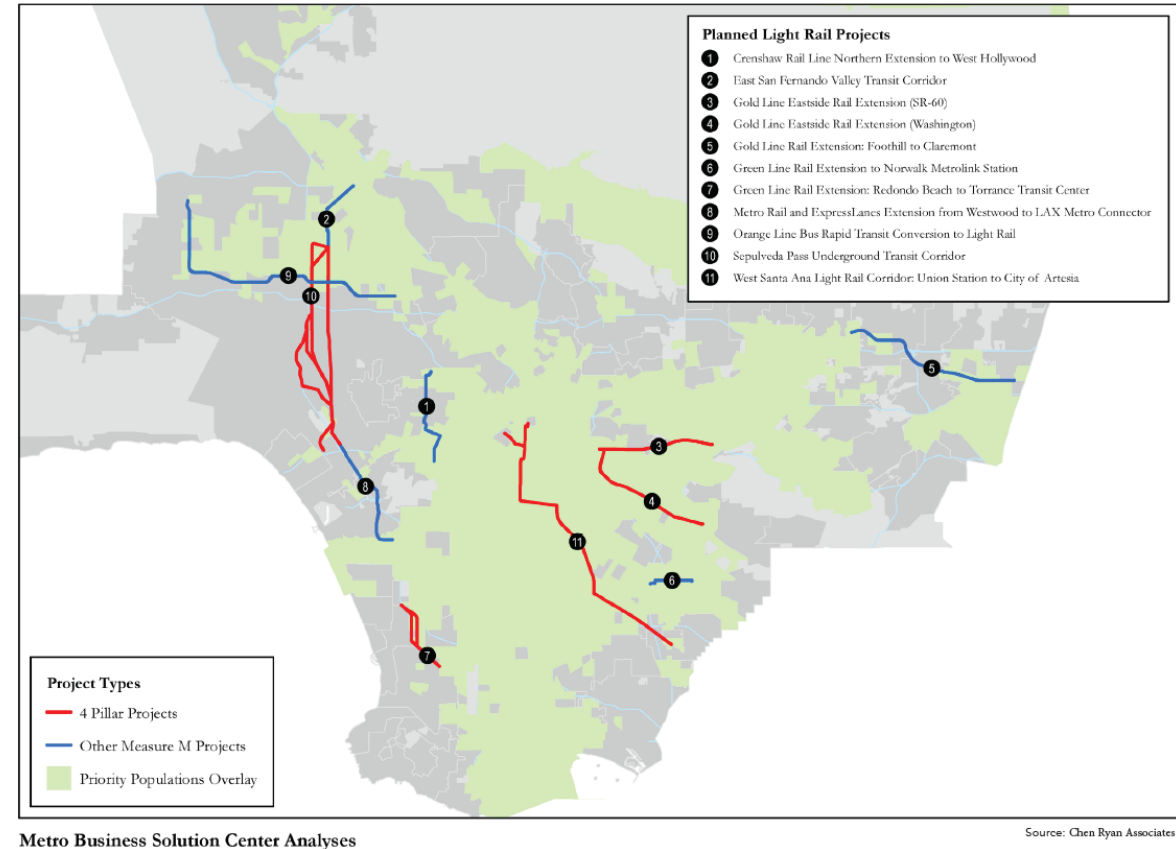 Planned Light Rail Projects
1 Crenshaw Rail Line Northern Extension to West Hollywood
2 East San Fernando Valley Transit Corridor
3 Gold Line Eastside Rail Extension (SR-60)
4 Gold Line Eastside Rail Extension (Washington)
5 Gold Line Rail Extension: Foothill to Claremont
6 Green Line Rail Extension to Norwalk Metrolink Station
7 Green Line Rail Extension: Redondo Beach to Torrance Transit Center
8 Metro Rail and ExpressLanes Extension from Westwood to LAX Metro Connector
9 Orange Line Bus Rapid Transit Conversion to Light Rail
10 Sepulveda Pass Underground Transit Corridor
11 West Santa Ana Light Rail Corridor: Union Station to City of Artesia
2
9
10
5
1
3
8
4
11
6
7
Project Types
4 Pillar Projects
Other Measure M Projects
Priority Populations Overlay
Metro Business Solution Center Analyses
Source: Chen Ryan Associates